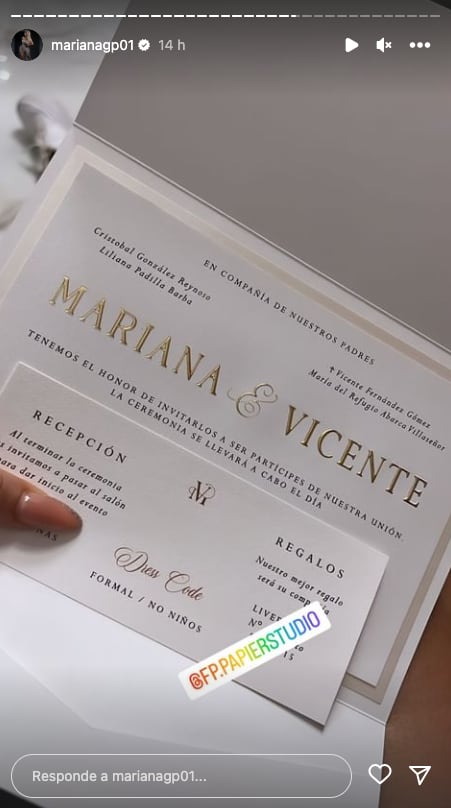 marianagp01 14 h
EN COMPAÑÍA DE NUESTROS PADRES
Cristobal González Reynoso
Liliana Padilla Barba
† Vicente Fernández Gómez
María del Refugio Abarca Villaseñor
MARIANA & VICENTE
TENEMOS EL HONOR DE INVITARLOS A SER PARTÍCIPES DE NUESTRA UNIÓN.
LA CEREMONIA SE LLEVARÁ A CABO EL DÍA
RECEPCIÓN
Al terminar la ceremonia
invitamos a pasar al salón
para dar inicio al evento
Dress Code
FORMAL / NO NIÑOS
REGALOS
Nuestro mejor regalo
será su
@FP.PAPIERSTUDIO
Responde a marianagp01...